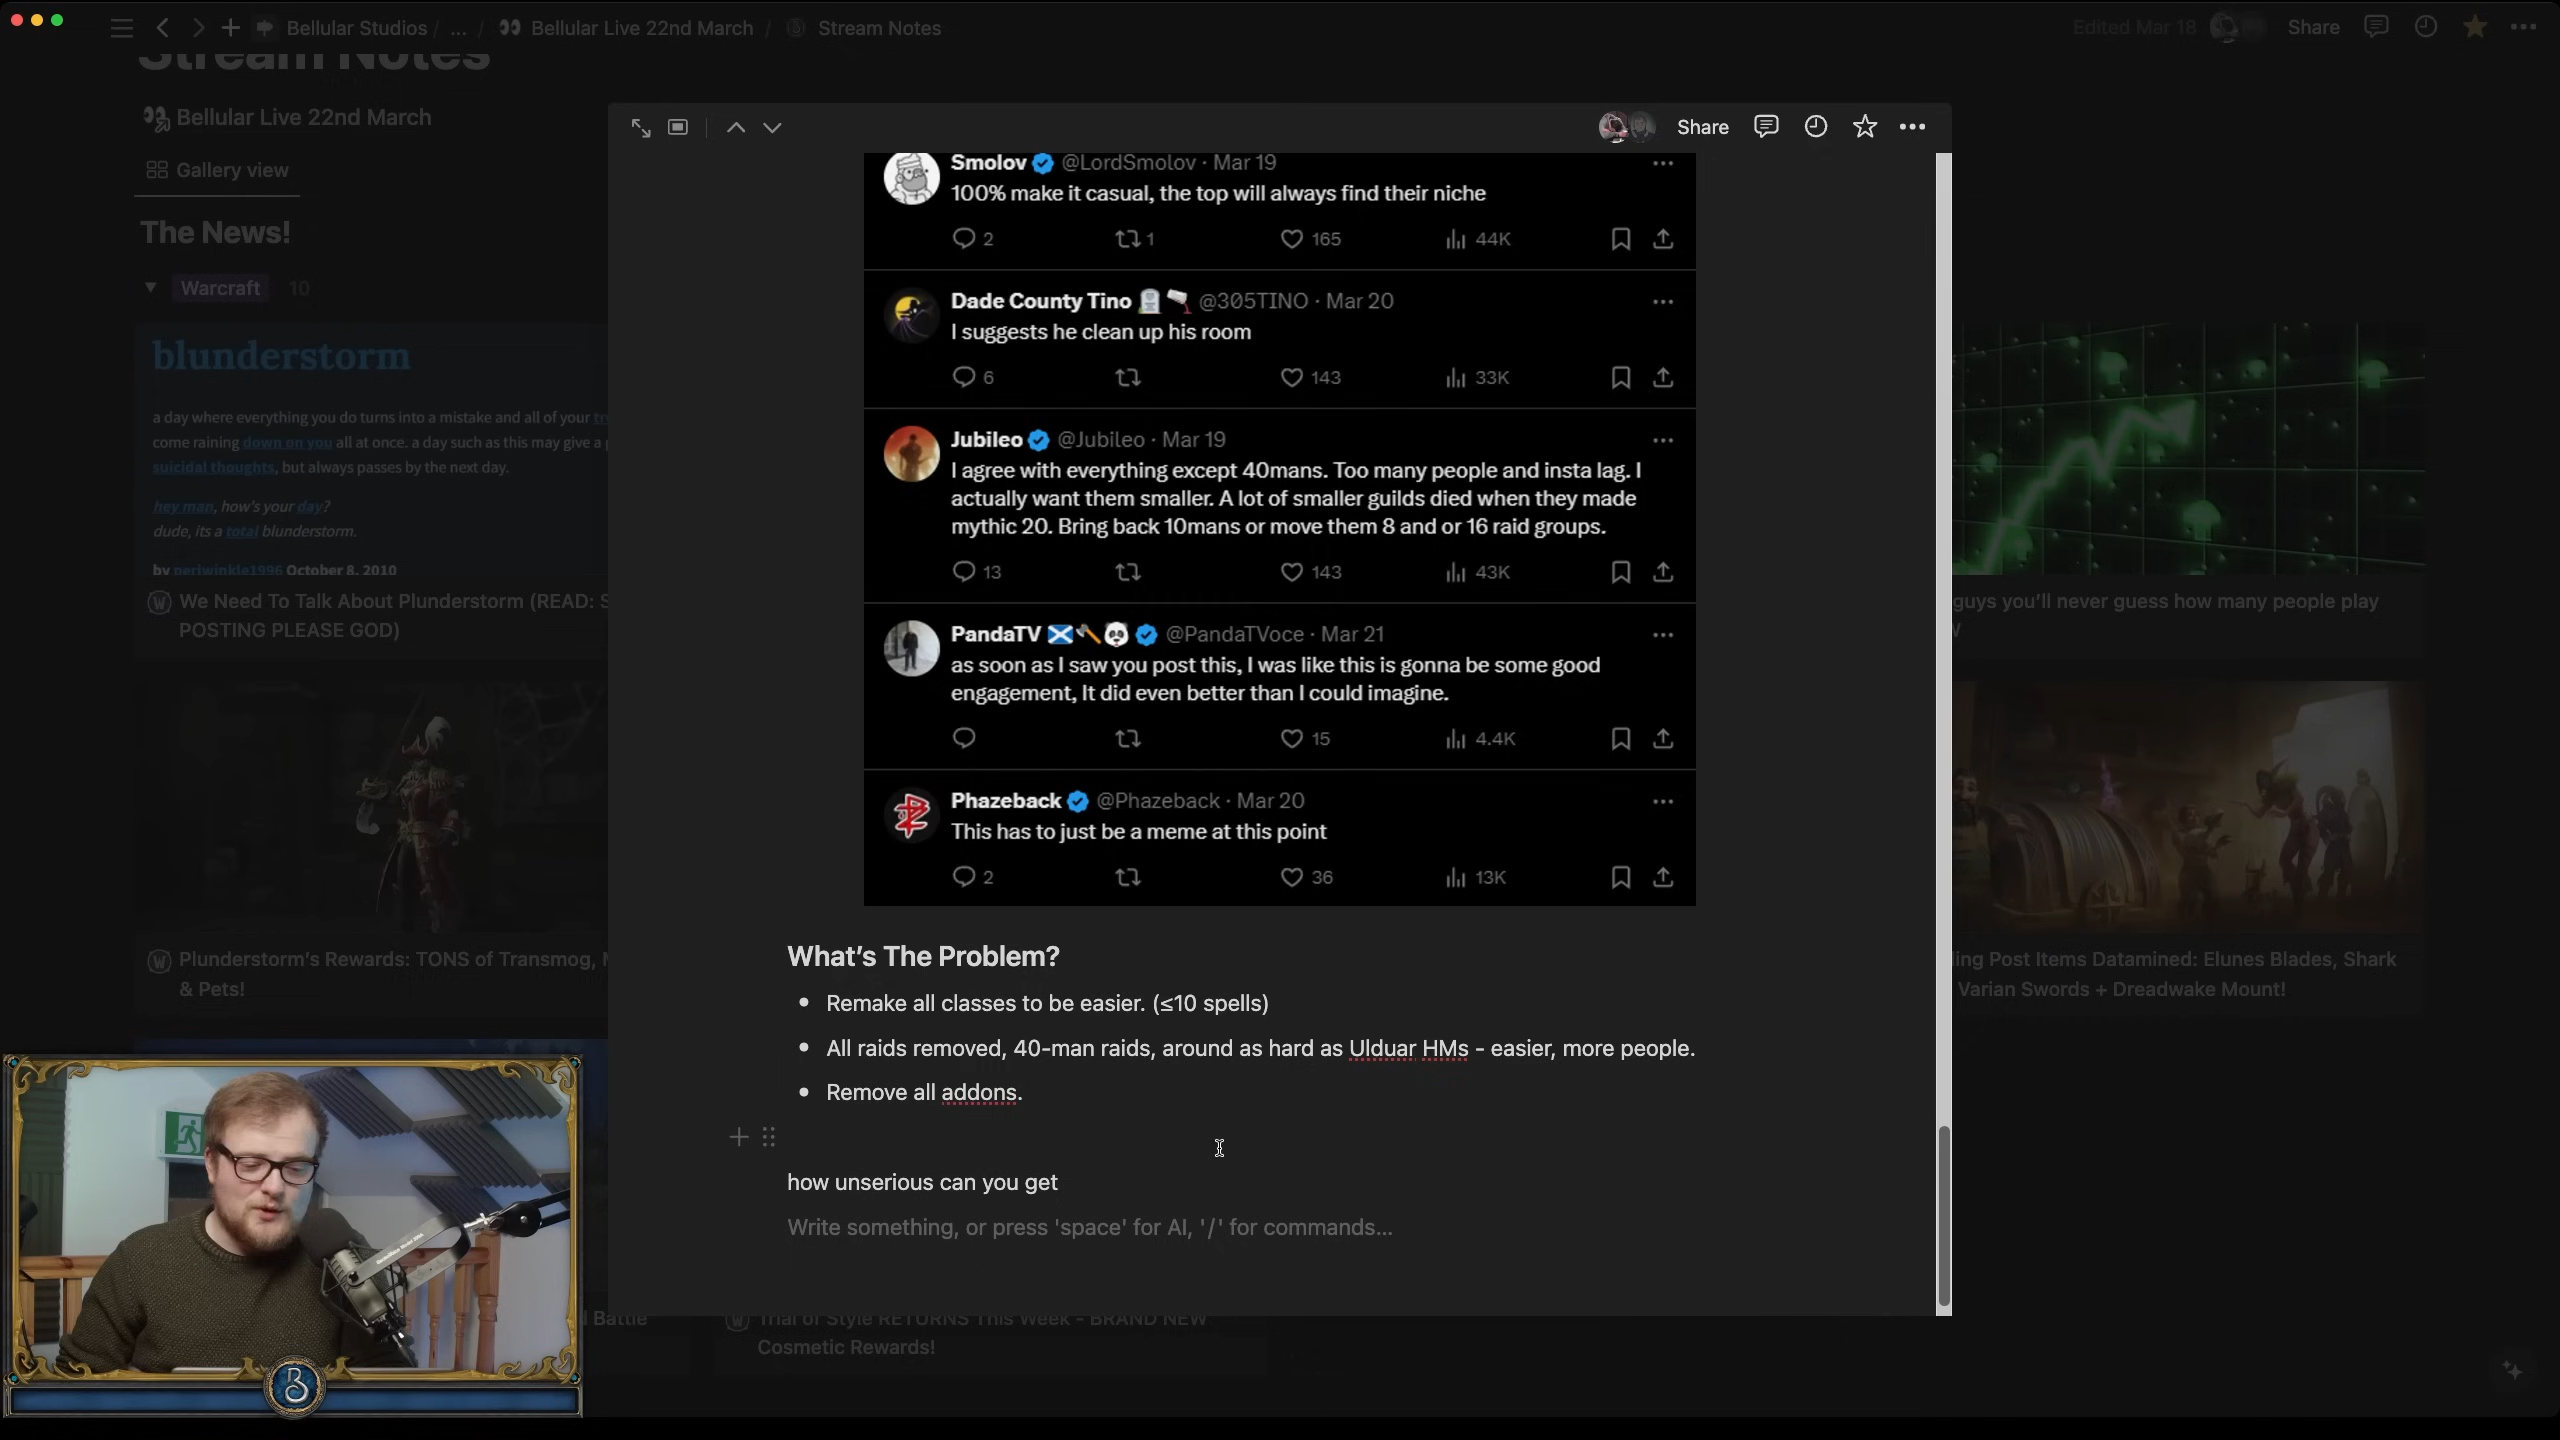 Bellular Studios / ... / 👀 Bellular Live 22nd March / Stream Notes
Edited Mar 18
Share
Stream Notes
Bellular Live 22nd March
Gallery view
The News!
Warcraft 10
blunderstorm
a day where everything you do turns into a mistake and all of your
come raining down on you all at once. a day such as this may give a
suicidal thoughts, but always passes by the next day.
hey man, how's your day?
dude, its a total blunderstorm.
by periwinkle1996 October 8, 2010
We Need To Talk About Plunderstorm (READ: S
POSTING PLEASE GOD)
Plunderstorm's Rewards: TONS of Transmog,
& Pets!
Share
Smolov @LordSmolov · Mar 19
100% make it casual, the top will always find their niche
2 1 165 44K
Dade County Tino 🪦 @305TINO · Mar 20
I suggests he clean up his room
6 143 33K
Jubileo @Jubileo · Mar 19
I agree with everything except 40mans. Too many people and insta lag. I
actually want them smaller. A lot of smaller guilds died when they made
mythic 20. Bring back 10mans or move them 8 and or 16 raid groups.
13 143 43K
PandaTV 🏴󠁧󠁢󠁳󠁣󠁴󠁿🪓🐼 @PandaTVoce · Mar 21
as soon as I saw you post this, I was like this is gonna be some good
engagement, It did even better than I could imagine.
15 4.4K
Phazeback @Phazeback · Mar 20
This has to just be a meme at this point
2 36 13K
What's The Problem?
• Remake all classes to be easier. (≤10 spells)
• All raids removed, 40-man raids, around as hard as Ulduar HMs - easier, more people.
• Remove all addons.
how unserious can you get
Write something, or press 'space' for AI, '/' for commands...
guys you'll never guess how many people play
ing Post Items Datamined: Elunes Blades, Shark
Varian Swords + Dreadwake Mount!
Battle
Trial of Style RETURNS This Week - BRAND NEW
Cosmetic Rewards!
B